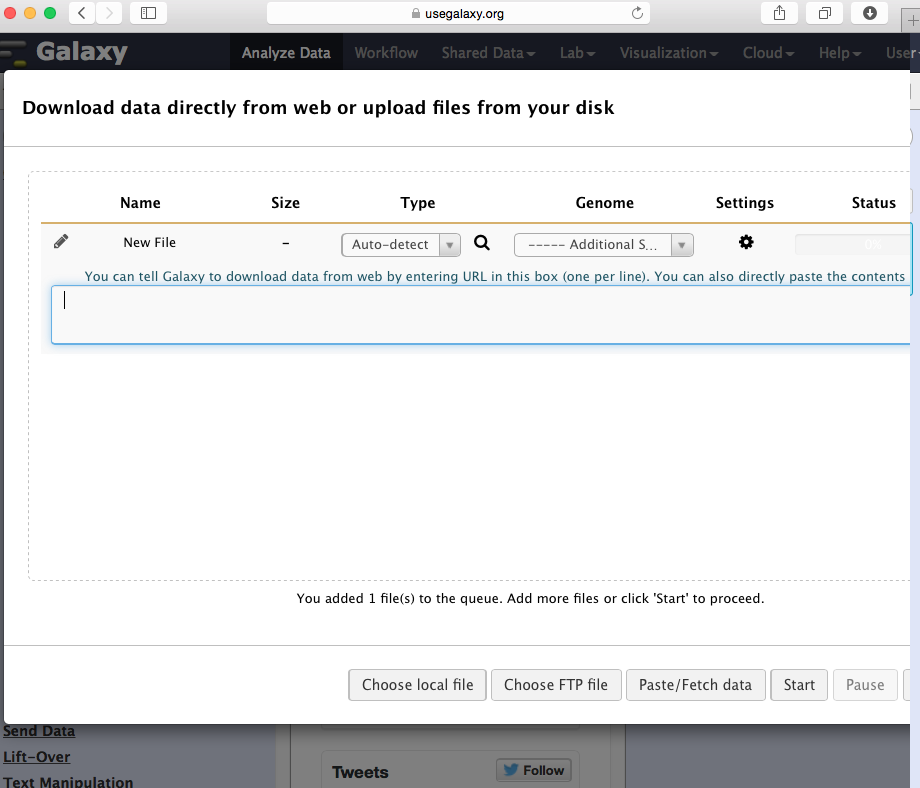 usegalaxy.org
Galaxy Analyze Data Workflow Shared Data Lab Visualization Cloud Help User
Download data directly from web or upload files from your disk
Name Size Type Genome Settings Status
New File – Auto-detect ----- Additional S... 0%
You can tell Galaxy to download data from web by entering URL in this box (one per line). You can also directly paste the contents
You added 1 file(s) to the queue. Add more files or click 'Start' to proceed.
Choose local file Choose FTP file Paste/Fetch data Start Pause
Send Data
Lift-Over
Tweets Follow
Text Manipulation